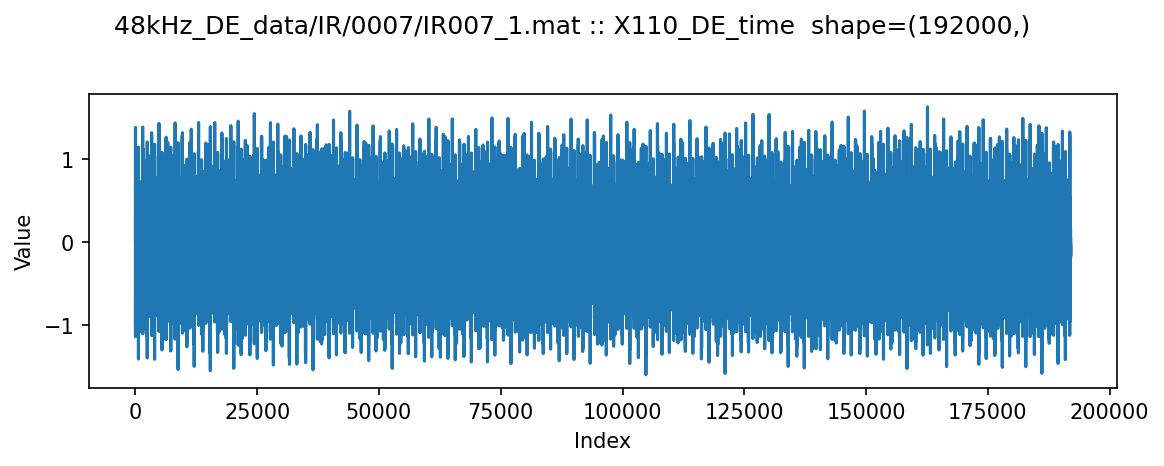 48kHz_DE_data/IR/0007/IR007_1.mat :: X110_DE_time  shape=(192000,)
1
0
−1
Value
0 25000 50000 75000 100000 125000 150000 175000 200000
Index